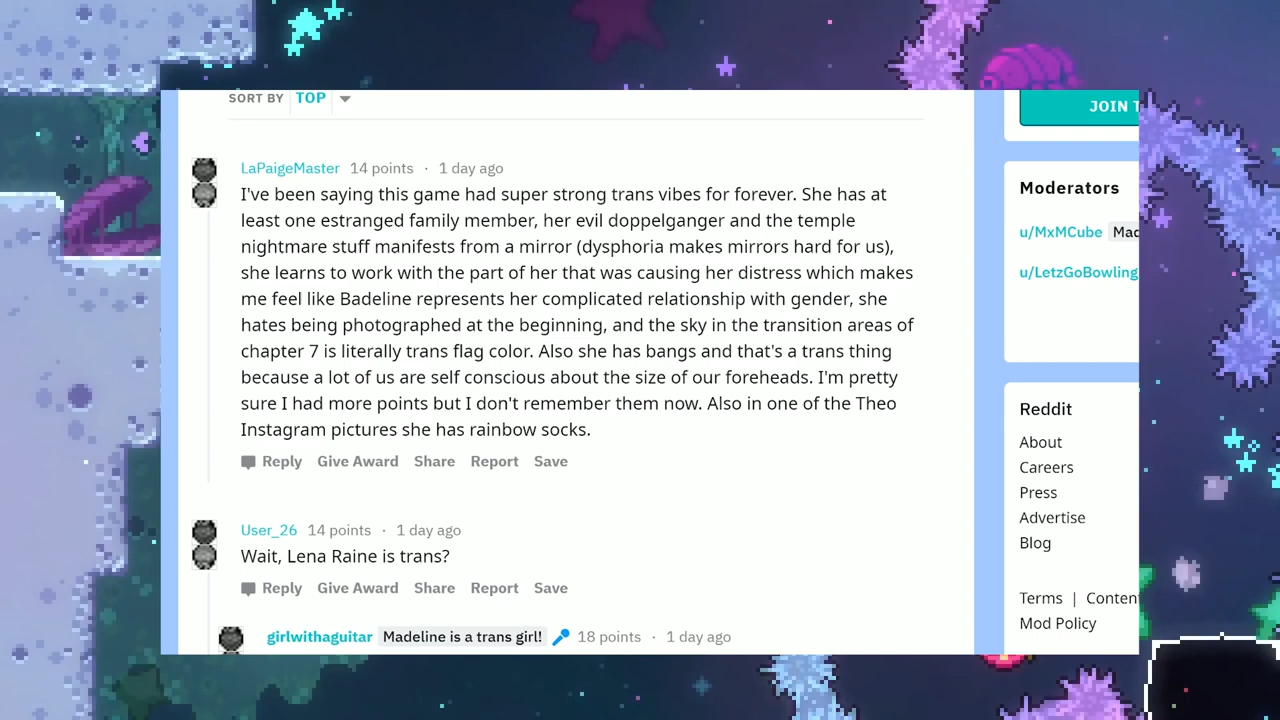 SORT BY TOP
LaPaigeMaster 14 points · 1 day ago
I've been saying this game had super strong trans vibes for forever. She has at
least one estranged family member, her evil doppelganger and the temple
nightmare stuff manifests from a mirror (dysphoria makes mirrors hard for us),
she learns to work with the part of her that was causing her distress which makes
me feel like Badeline represents her complicated relationship with gender, she
hates being photographed at the beginning, and the sky in the transition areas of
chapter 7 is literally trans flag color. Also she has bangs and that's a trans thing
because a lot of us are self conscious about the size of our foreheads. I'm pretty
sure I had more points but I don't remember them now. Also in one of the Theo
Instagram pictures she has rainbow socks.
Reply Give Award Share Report Save
User_26 14 points · 1 day ago
Wait, Lena Raine is trans?
Reply Give Award Share Report Save
girlwithaguitar Madeline is a trans girl! 18 points · 1 day ago
JOIN T
Moderators
u/MxMCube Mad
u/LetzGoBowling
Reddit
About
Careers
Press
Advertise
Blog
Terms | Content
Mod Policy